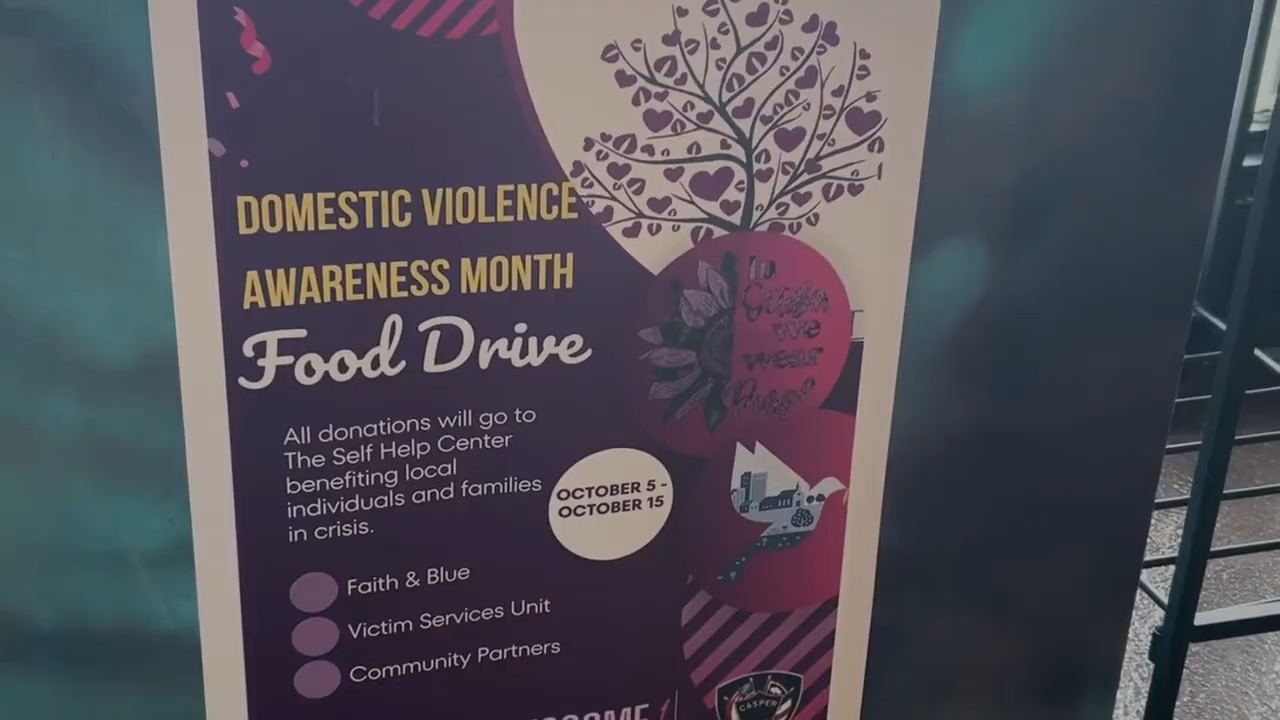 DOMESTIC VIOLENCE
AWARENESS MONTH
Food Drive
In
we
wear
All donations will go to
The Self Help Center
benefiting local
individuals and families
in crisis.
OCTOBER 5 -
OCTOBER 15
Faith & Blue
Victim Services Unit
Community Partners
CASPER